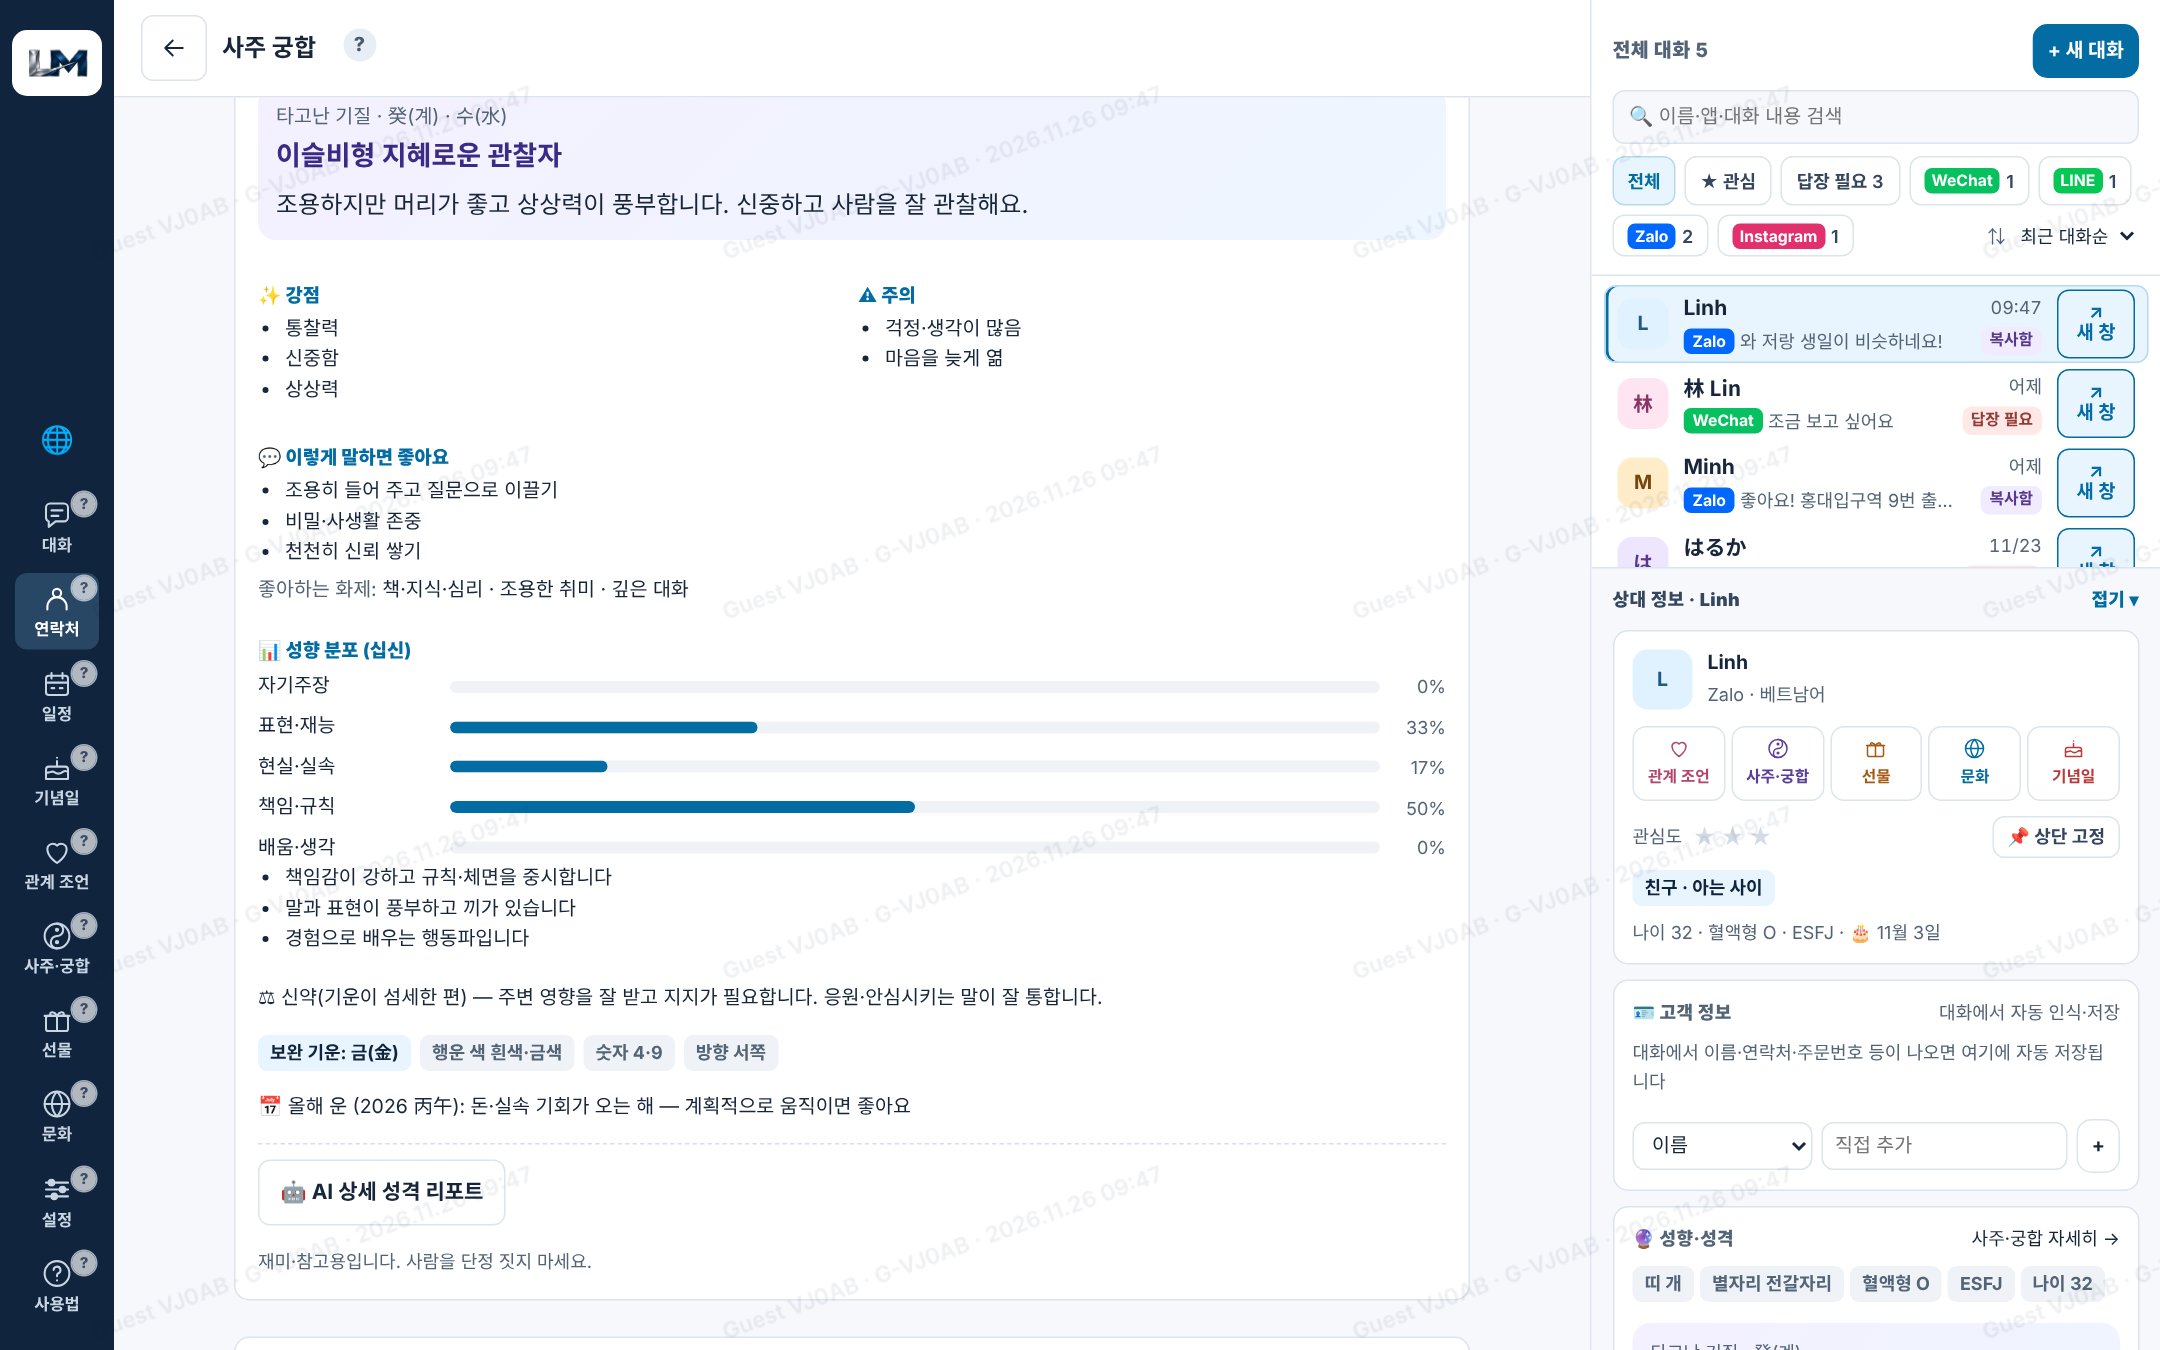 LM
대화
연락처
일정
기념일
관계 조언
사주·궁합
선물
문화
설정
사용법
사주 궁합 ?
타고난 기질 · 癸(계) · 수(水)
이슬비형 지혜로운 관찰자
조용하지만 머리가 좋고 상상력이 풍부합니다. 신중하고 사람을 잘 관찰해요.
✨ 강점
• 통찰력
• 신중함
• 상상력
⚠ 주의
• 걱정·생각이 많음
• 마음을 늦게 엶
💬 이렇게 말하면 좋아요
• 조용히 들어 주고 질문으로 이끌기
• 비밀·사생활 존중
• 천천히 신뢰 쌓기
좋아하는 화제: 책·지식·심리 · 조용한 취미 · 깊은 대화
📊 성향 분포 (십신)
자기주장 0%
표현·재능 33%
현실·실속 17%
책임·규칙 50%
배움·생각 0%
• 책임감이 강하고 규칙·체면을 중시합니다
• 말과 표현이 풍부하고 끼가 있습니다
• 경험으로 배우는 행동파입니다
⚖ 신약(기운이 섬세한 편) — 주변 영향을 잘 받고 지지가 필요합니다. 응원·안심시키는 말이 잘 통합니다.
보완 기운: 금(金) 행운 색 흰색·금색 숫자 4·9 방향 서쪽
📅 올해 운 (2026 丙午): 돈·실속 기회가 오는 해 — 계획적으로 움직이면 좋아요
🤖 AI 상세 성격 리포트
재미·참고용입니다. 사람을 단정 짓지 마세요.
전체 대화 5
+ 새 대화
🔍 이름·앱·대화 내용 검색
전체 ★ 관심 답장 필요 3 WeChat 1 LINE 1
Zalo 2 Instagram 1 최근 대화순
L Linh 09:47
Zalo 와 저랑 생일이 비슷하네요! 복사함
↗ 새 창
林 林 Lin 어제
WeChat 조금 보고 싶어요 답장 필요
↗ 새 창
M Minh 어제
Zalo 좋아요! 홍대입구역 9번 출... 복사함
↗ 새 창
は はるか 11/23
상대 정보 · Linh 접기 ▾
L Linh
Zalo · 베트남어
관계 조언 사주·궁합 선물 문화 기념일
관심도 ★ ★ ★ 📌 상단 고정
친구 · 아는 사이
나이 32 · 혈액형 O · ESFJ · 🎂 11월 3일
🪪 고객 정보 대화에서 자동 인식·저장
대화에서 이름·연락처·주문번호 등이 나오면 여기에 자동 저장됩
니다
이름 직접 추가 +
🔮 성향·성격 사주·궁합 자세히 →
띠 개 별자리 전갈자리 혈액형 O ESFJ 나이 32
Guest VJ0AB · G-VJ0AB · 2026.11.26 09:47